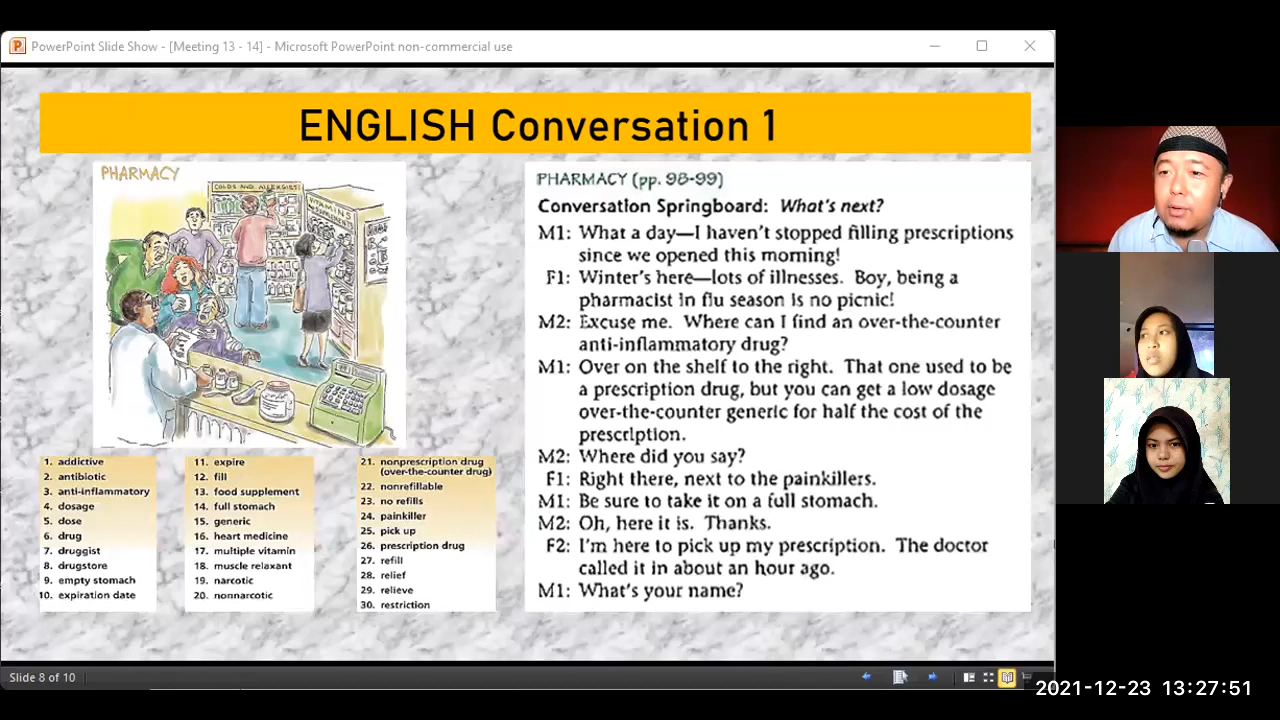 PowerPoint Slide Show - [Meeting 13 - 14] - Microsoft PowerPoint non-commercial use
ENGLISH Conversation 1
PHARMACY
COLDS AND ALLERGIES
VITAMINS
1. addictive
2. antibiotic
3. anti-inflammatory
4. dosage
5. dose
6. drug
7. druggist
8. drugstore
9. empty stomach
10. expiration date
11. expire
12. fill
13. food supplement
14. full stomach
15. generic
16. heart medicine
17. multiple vitamin
18. muscle relaxant
19. narcotic
20. nonnarcotic
21. nonprescription drug
(over-the-counter drug)
22. nonrefillable
23. no refills
24. painkiller
25. pick up
26. prescription drug
27. refill
28. relief
29. relieve
30. restriction
PHARMACY (pp. 98-99)
Conversation Springboard: What's next?
M1: What a day—I haven't stopped filling prescriptions
since we opened this morning!
F1: Winter's here—lots of illnesses. Boy, being a
pharmacist in flu season is no picnic!
M2: Excuse me. Where can I find an over-the-counter
anti-inflammatory drug?
M1: Over on the shelf to the right. That one used to be
a prescription drug, but you can get a low dosage
over-the-counter generic for half the cost of the
prescription.
M2: Where did you say?
F1: Right there, next to the painkillers.
M1: Be sure to take it on a full stomach.
M2: Oh, here it is. Thanks.
F2: I'm here to pick up my prescription. The doctor
called it in about an hour ago.
M1: What's your name?
Slide 8 of 10
2021-12-23 13:27:51